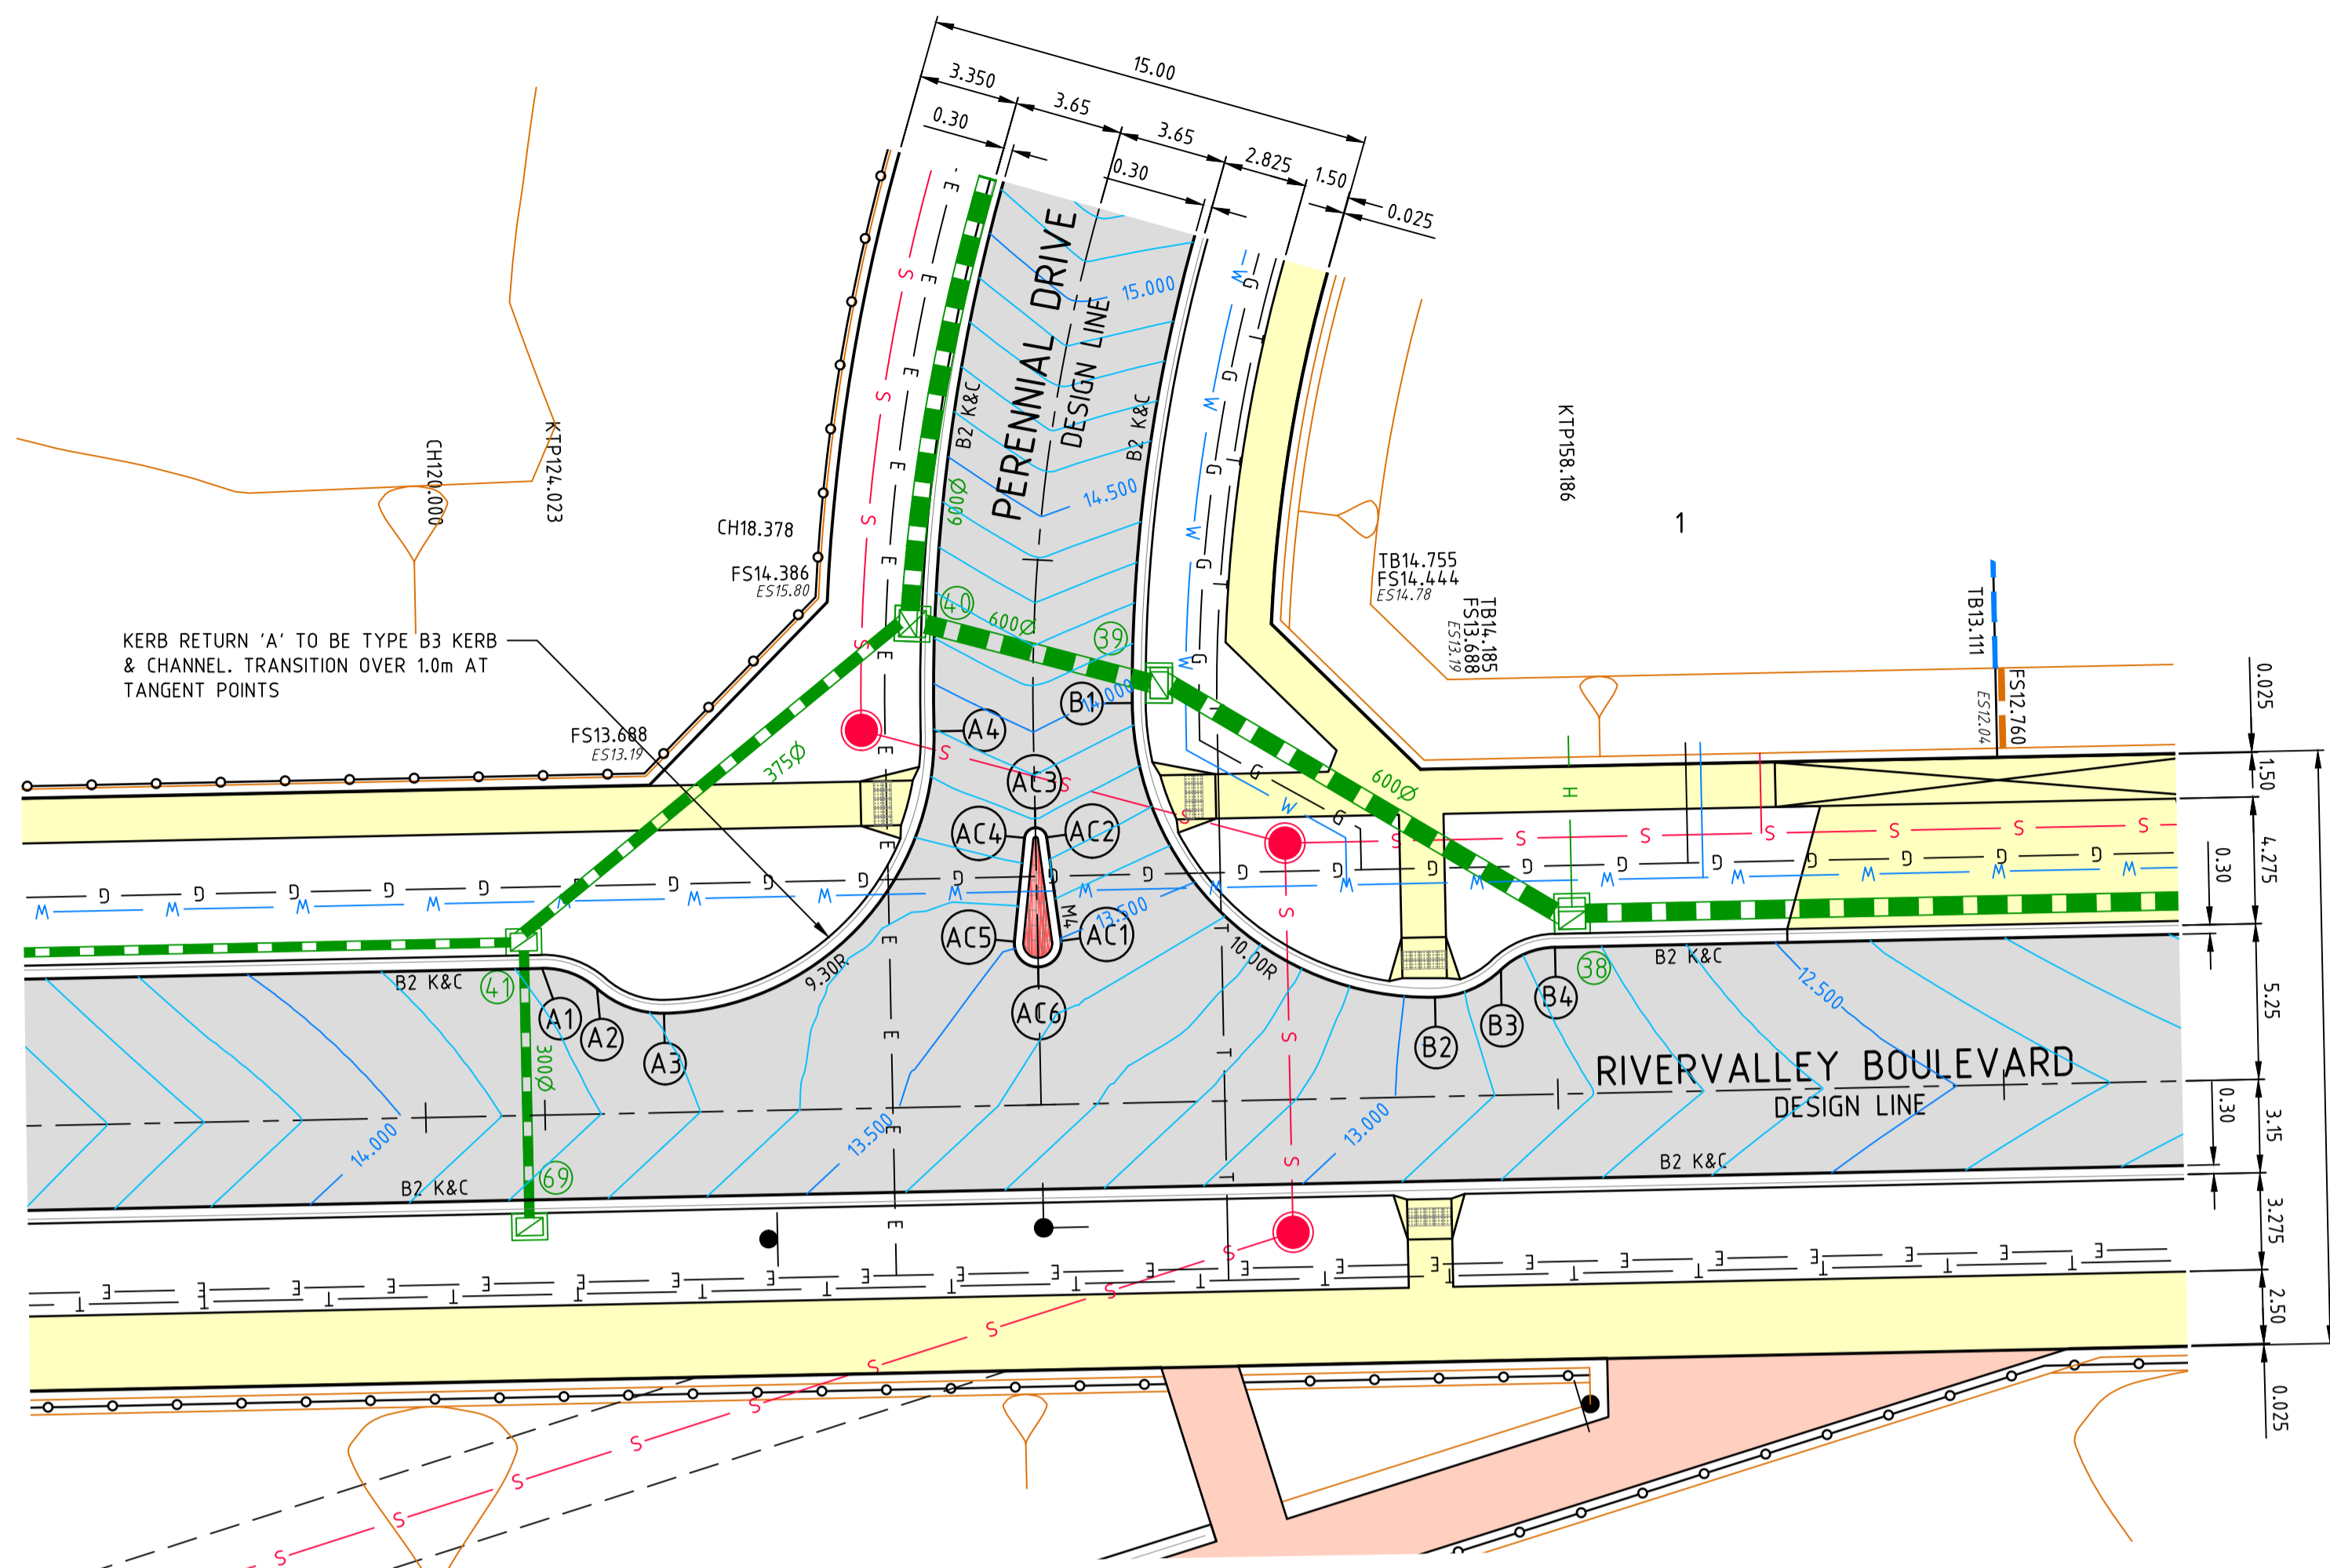 15.00
3.350
3.65
3.65
2.825
1.50
0.30
0.30
0.025
PERENNIAL DRIVE
DESIGN LINE
B2 K&C
B2 K&C
15.000
14.500
14.000
13.500
600Ø
600Ø
40
39
CH120.000
KTP124.023
CH18.378
FS14.386
ES15.80
KERB RETURN 'A' TO BE TYPE B3 KERB
& CHANNEL. TRANSITION OVER 1.0m AT
TANGENT POINTS
FS13.688
ES13.19
375Ø
KTP158.186
1
TB14.755
FS14.444
ES14.78
TB14.185
FS13.688
ES13.19
TB13.111
FS12.760
ES12.04
0.025
1.50
4.275
0.30
5.25
0.30
3.15
3.275
2.50
0.025
600Ø
H
A4
B1
AC3
AC4
AC2
AC5
AC1
AC6
M4
9.30R
10.00R
B2 K&C
41
A1
A2
A3
300Ø
69
B2
B3
B4
38
B2 K&C
12.500
RIVERVALLEY BOULEVARD
DESIGN LINE
14.000
13.500
13.000
B2 K&C
B2 K&C
S
E
W
G
T